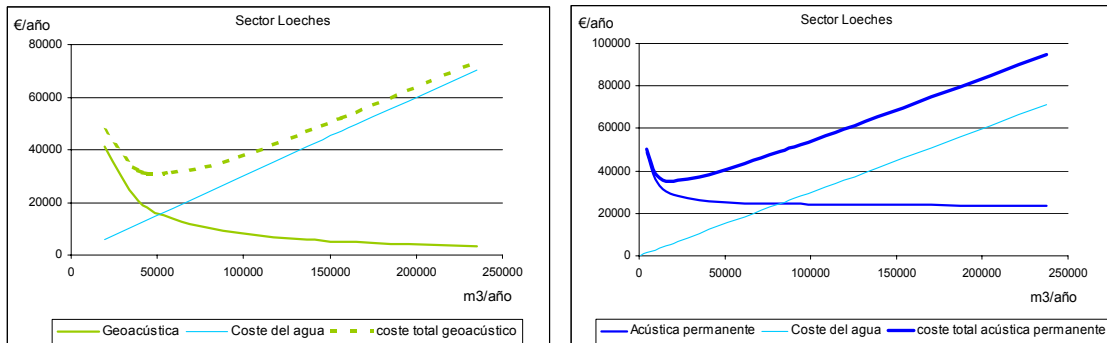 Sector Loeches
€/año
80000
60000
40000
20000
0
0 50000 100000 150000 200000 250000
m3/año
Geoacústica Coste del agua coste total geoacústico
Sector Loeches
€/año
100000
80000
60000
40000
20000
0
0 50000 100000 150000 200000 250000
m3/año
Acústica permanente Coste del agua coste total acústica permanente